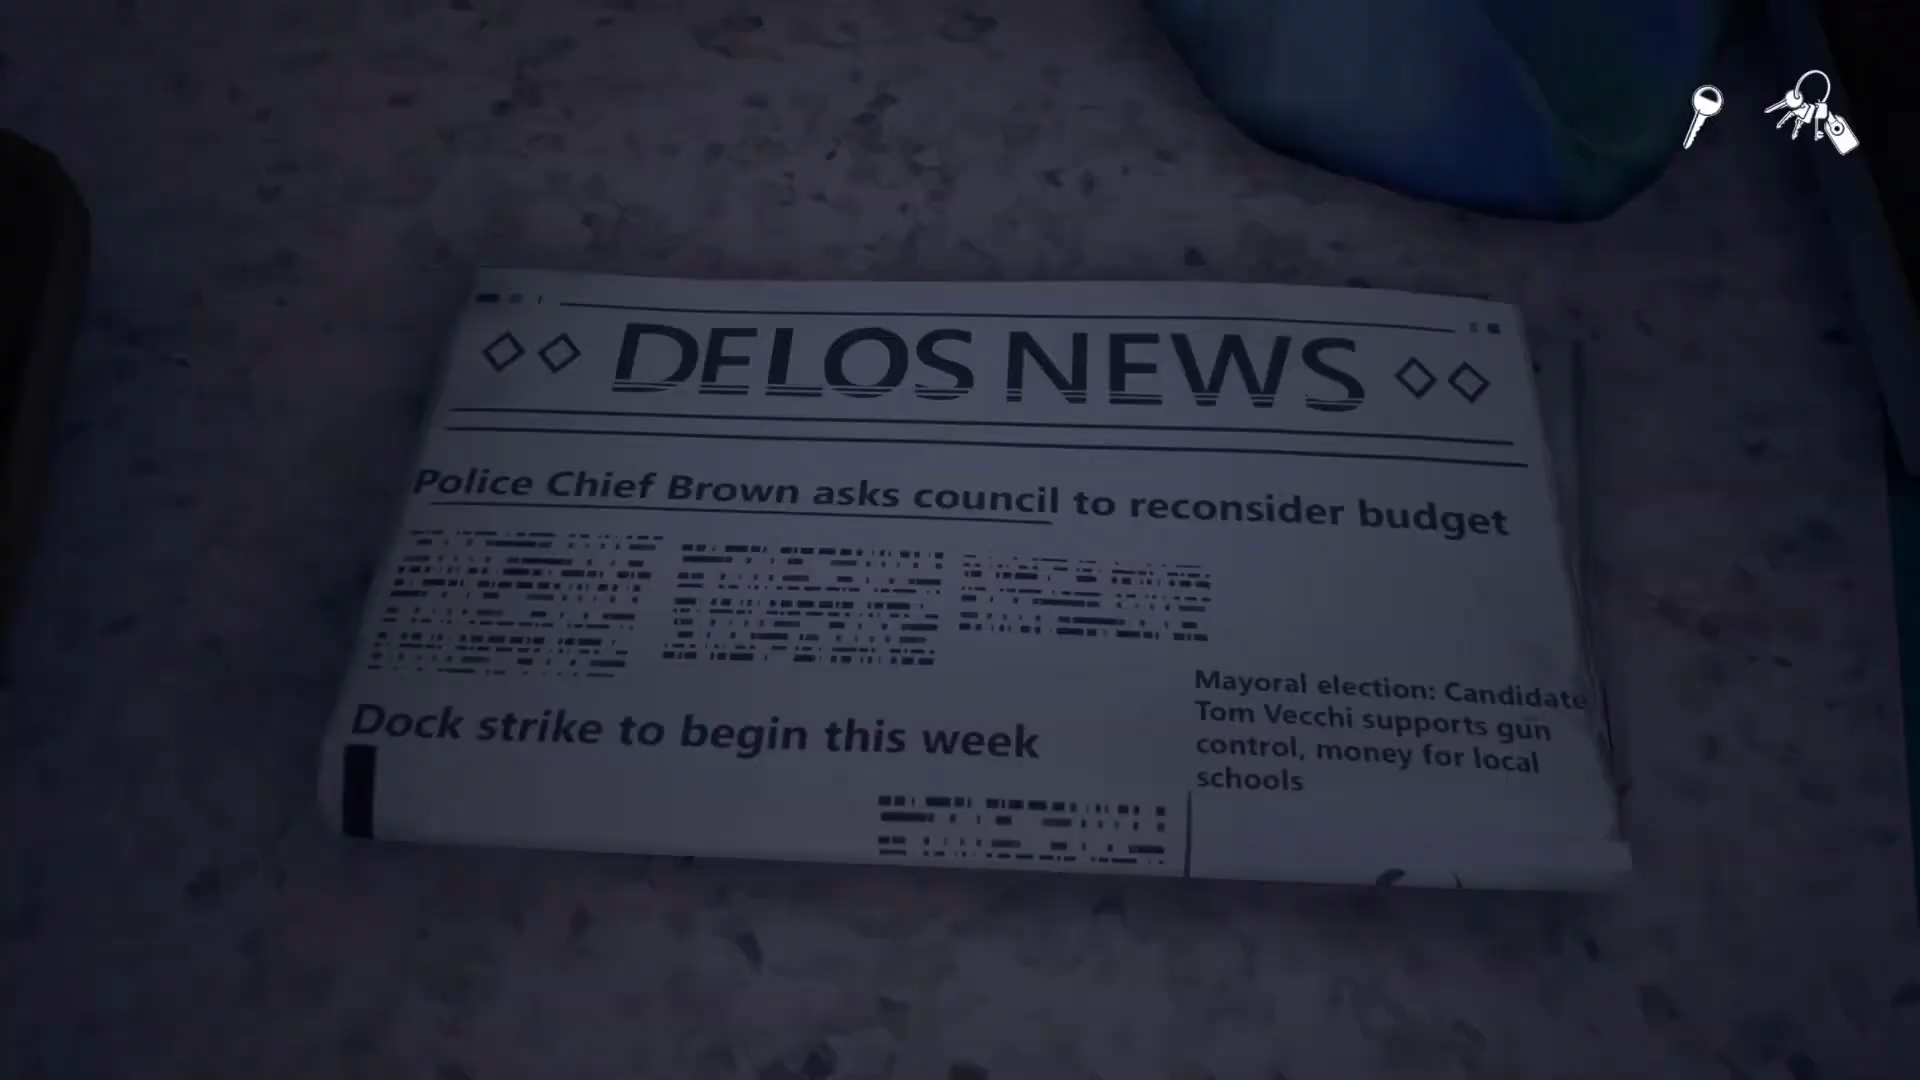 DELOS NEWS
Police Chief Brown asks council to reconsider budget
Dock strike to begin this week
Mayoral election: Candidate
Tom Vecchi supports gun
control, money for local
schools